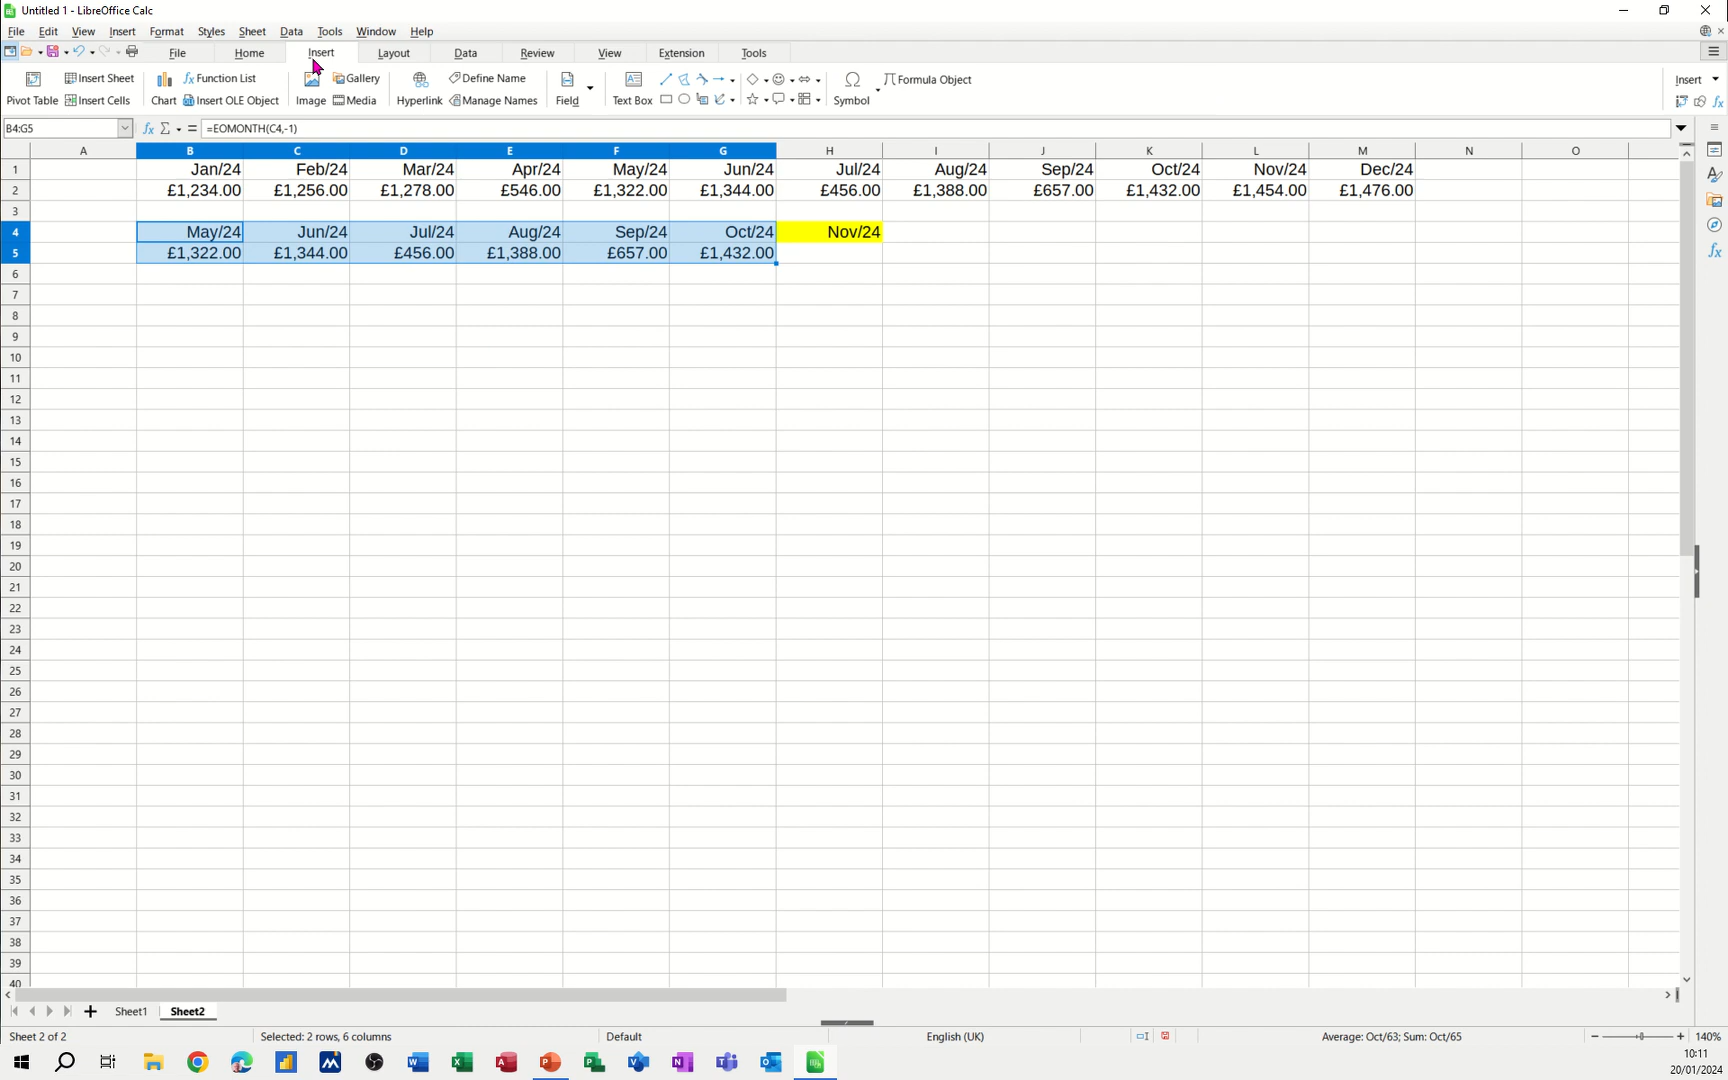 Untitled 1 - LibreOffice Calc
File Edit View Insert Format Styles Sheet Data Tools Window Help
File Home Insert Layout Data Review View Extension Tools
Insert Sheet Function List Gallery Define Name Formula Object Insert
Pivot Table Insert Cells Chart Insert OLE Object Image Media Hyperlink Manage Names Field Text Box Symbol
B4:G5 =EOMONTH(C4,-1)
A B C D E F G H I J K L M N O
1 Jan/24 Feb/24 Mar/24 Apr/24 May/24 Jun/24 Jul/24 Aug/24 Sep/24 Oct/24 Nov/24 Dec/24
2 £1,234.00 £1,256.00 £1,278.00 £546.00 £1,322.00 £1,344.00 £456.00 £1,388.00 £657.00 £1,432.00 £1,454.00 £1,476.00
3
4 May/24 Jun/24 Jul/24 Aug/24 Sep/24 Oct/24 Nov/24
5 £1,322.00 £1,344.00 £456.00 £1,388.00 £657.00 £1,432.00
6
7
8
9
10
11
12
13
14
15
16
17
18
19
20
21
22
23
24
25
26
27
28
29
30
31
32
33
34
35
36
37
38
39
40
Sheet1 Sheet2
Sheet 2 of 2 Selected: 2 rows, 6 columns Default English (UK) Average: Oct/63; Sum: Oct/65 140%
10:11
20/01/2024